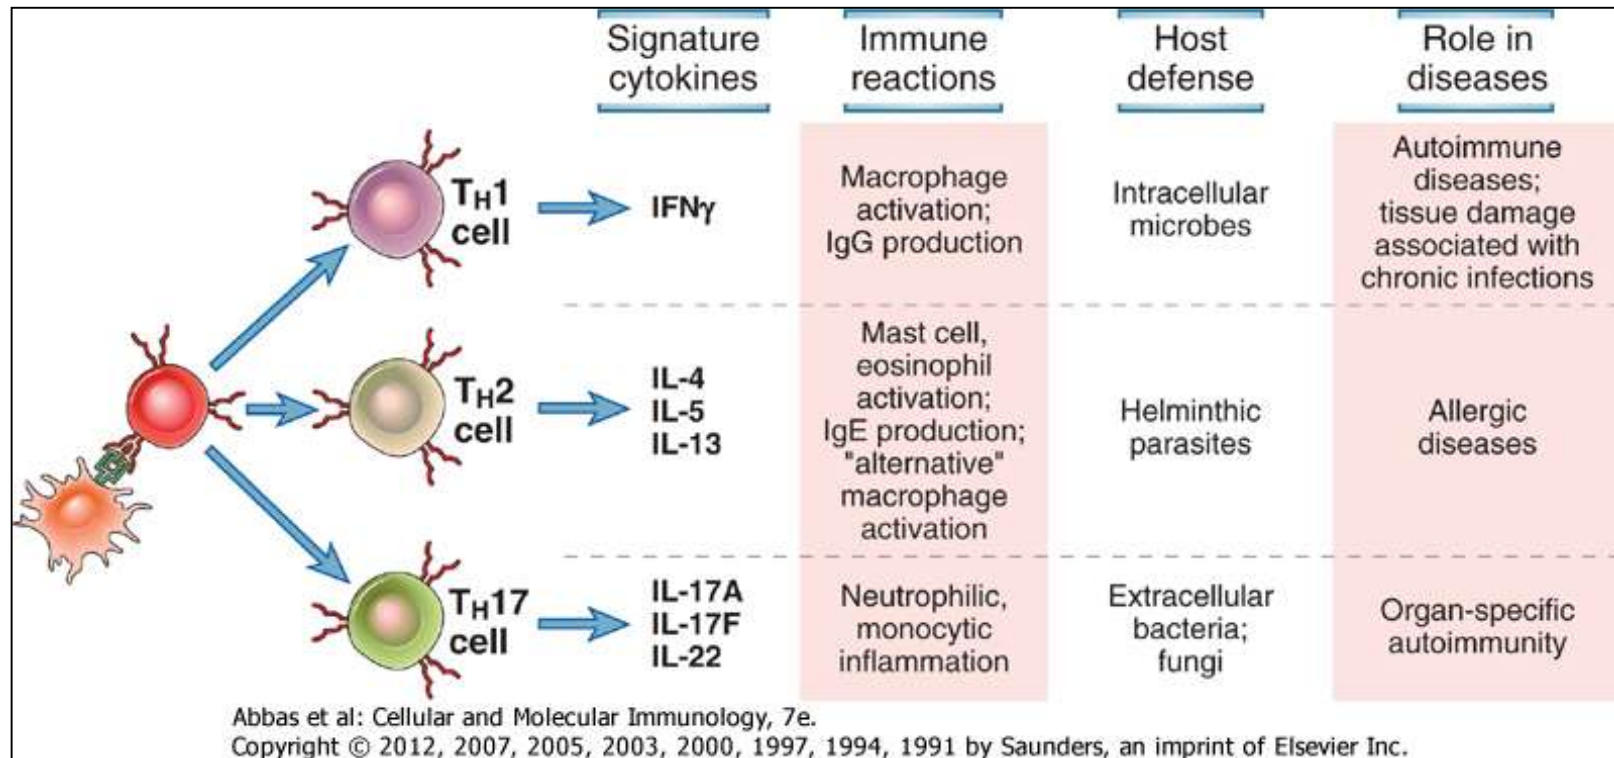 Signature
cytokines
Immune
reactions
Host
defense
Role in
diseases
TH1
cell
IFNγ
Macrophage
activation;
IgG production
Intracellular
microbes
Autoimmune
diseases;
tissue damage
associated with
chronic infections
TH2
cell
IL-4
IL-5
IL-13
Mast cell,
eosinophil
activation;
IgE production;
"alternative"
macrophage
activation
Helminthic
parasites
Allergic
diseases
TH17
cell
IL-17A
IL-17F
IL-22
Neutrophilic,
monocytic
inflammation
Extracellular
bacteria;
fungi
Organ-specific
autoimmunity
Abbas et al: Cellular and Molecular Immunology, 7e.
Copyright © 2012, 2007, 2005, 2003, 2000, 1997, 1994, 1991 by Saunders, an imprint of Elsevier Inc.